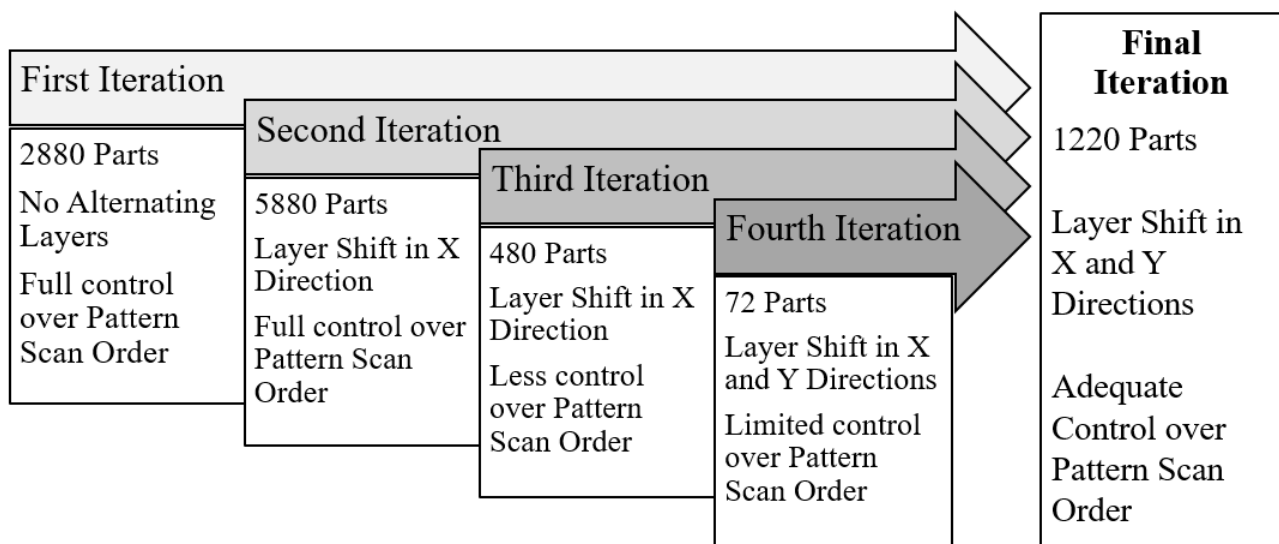 First Iteration
2880 Parts
No Alternating
Layers
Full control
over Pattern
Scan Order
Second Iteration
5880 Parts
Layer Shift in X
Direction
Full control over
Pattern Scan
Order
Third Iteration
480 Parts
Layer Shift in X
Direction
Less control
over Pattern
Scan Order
Fourth Iteration
72 Parts
Layer Shift in X
and Y Directions
Limited control
over Pattern
Scan Order
Final
Iteration
1220 Parts
Layer Shift in
X and Y
Directions
Adequate
Control over
Pattern Scan
Order